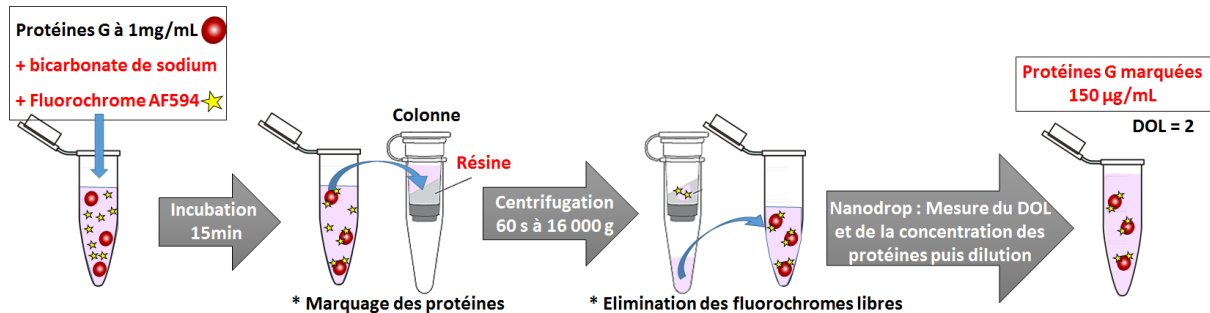 Protéines G à 1mg/mL
+ bicarbonate de sodium
+ Fluorochrome AF594
Incubation
15min
Colonne
Résine
* Marquage des protéines
Centrifugation
60 s à 16 000 g
* Elimination des fluorochromes libres
Nanodrop : Mesure du DOL
et de la concentration des
protéines puis dilution
Protéines G marquées
150 µg/mL
DOL = 2